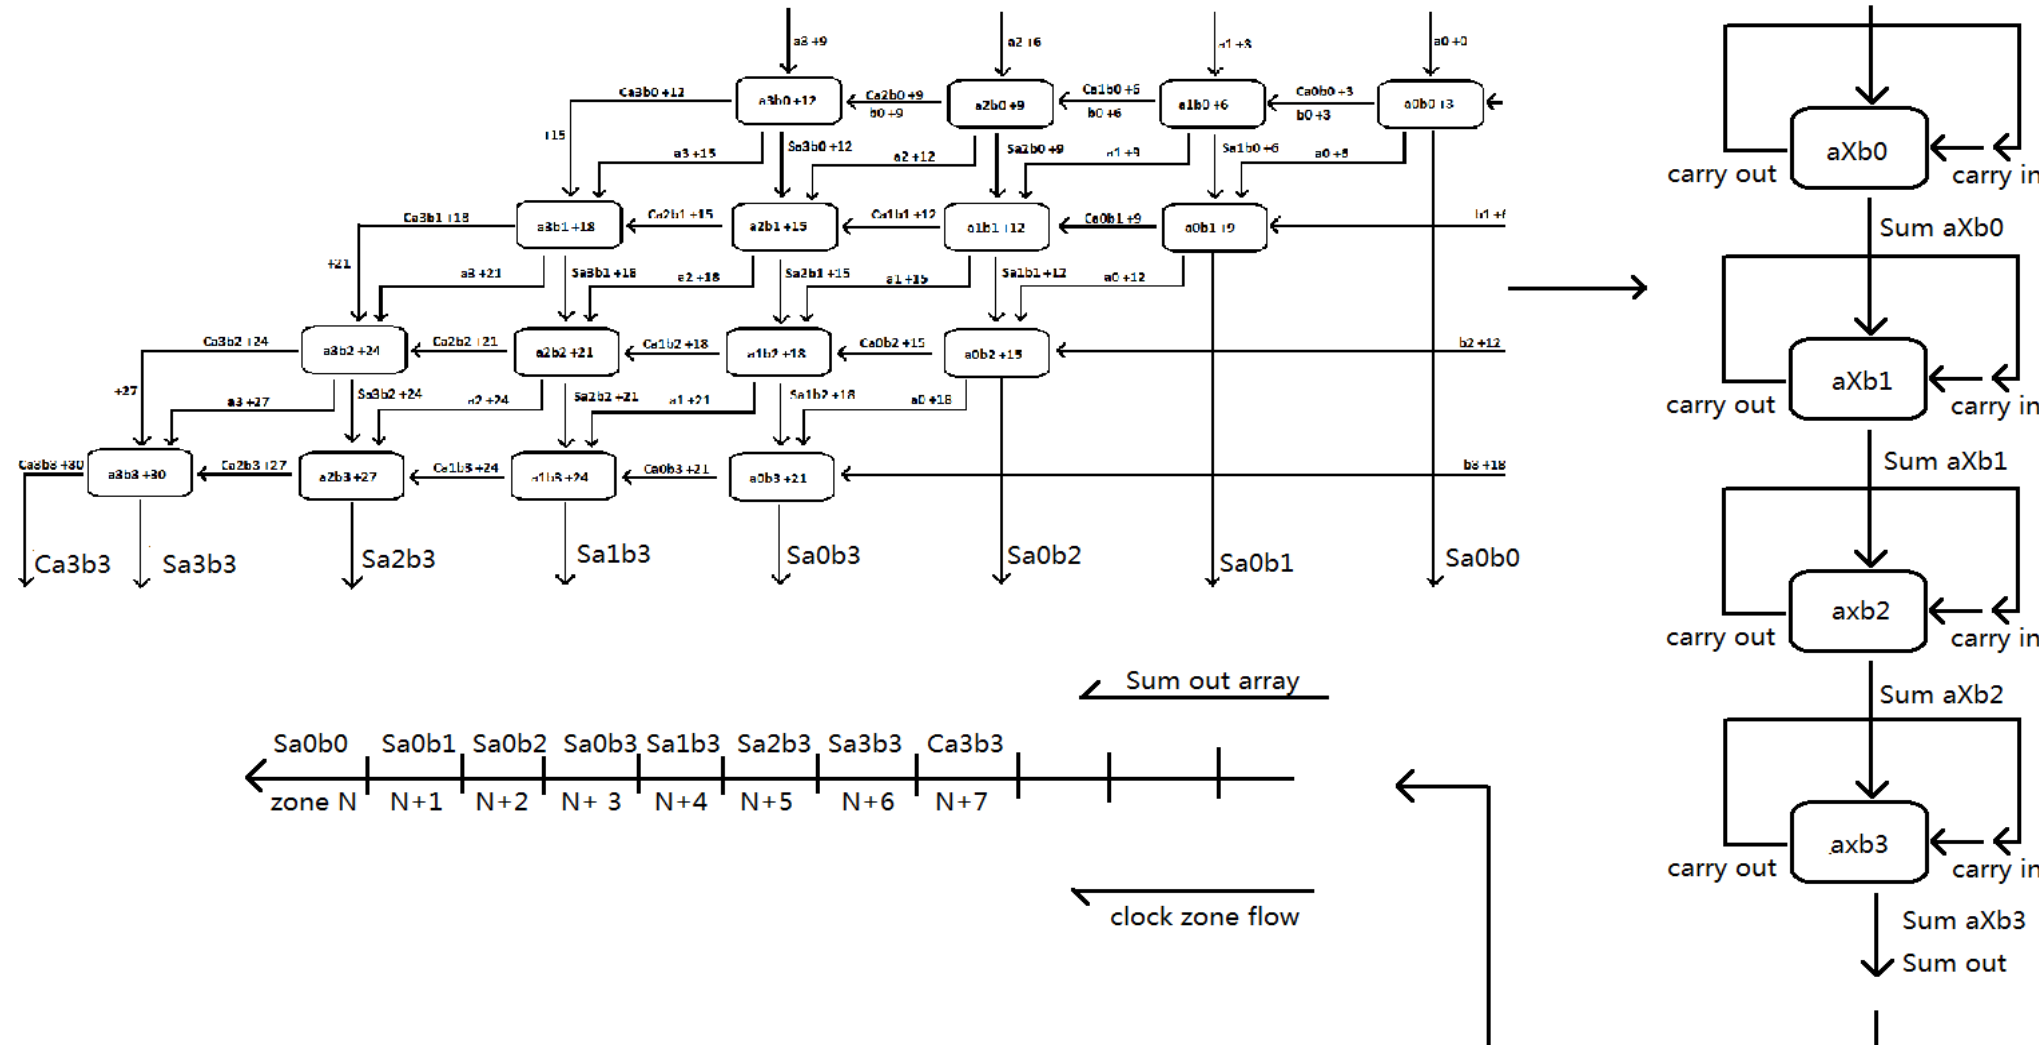 a3 +9
a2 +6
a1 +3
a0 +0
Ca3b0 +12
a3b0 +12
Ca2b0 +9
b0 +9
a2b0 +9
Ca1b0 +6
b0 +6
a1b0 +6
Ca0b0 +3
b0 +3
a0b0 +3
+15
a3 +15
Sa3b0 +12
a2 +12
Sa2b0 +9
a1 +9
Sa1b0 +6
a0 +6
Ca3b1 +18
a3b1 +18
Ca2b1 +15
a2b1 +15
Ca1b1 +12
a1b1 +12
Ca0b1 +9
a0b1 +9
b1 +6
+21
a3 +21
Sa3b1 +18
a2 +18
Sa2b1 +15
a1 +15
Sa1b1 +12
a0 +12
Ca3b2 +24
a3b2 +24
Ca2b2 +21
a2b2 +21
Ca1b2 +18
a1b2 +18
Ca0b2 +15
a0b2 +15
b2 +12
+27
a3 +27
Sa3b2 +24
a2 +24
Sa2b2 +21
a1 +21
Sa1b2 +18
a0 +18
Ca3b3 +30
a3b3 +30
Ca2b3 +27
a2b3 +27
Ca1b3 +24
a1b3 +24
Ca0b3 +21
a0b3 +21
b3 +18
Ca3b3
Sa3b3
Sa2b3
Sa1b3
Sa0b3
Sa0b2
Sa0b1
Sa0b0
Sum out array
Sa0b0 Sa0b1 Sa0b2 Sa0b3 Sa1b3 Sa2b3 Sa3b3 Ca3b3
zone N N+1 N+2 N+ 3 N+4 N+5 N+6 N+7
clock zone flow
aXb0
carry out
carry in
Sum aXb0
aXb1
carry out
carry in
Sum aXb1
axb2
carry out
carry in
Sum aXb2
axb3
carry out
carry in
Sum aXb3
Sum out